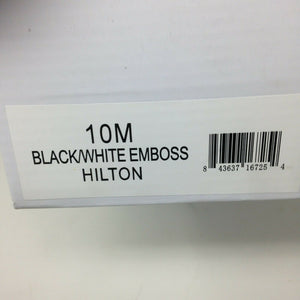 10M
BLACK/WHITE EMBOSS
HILTON
8 43637 16725 4